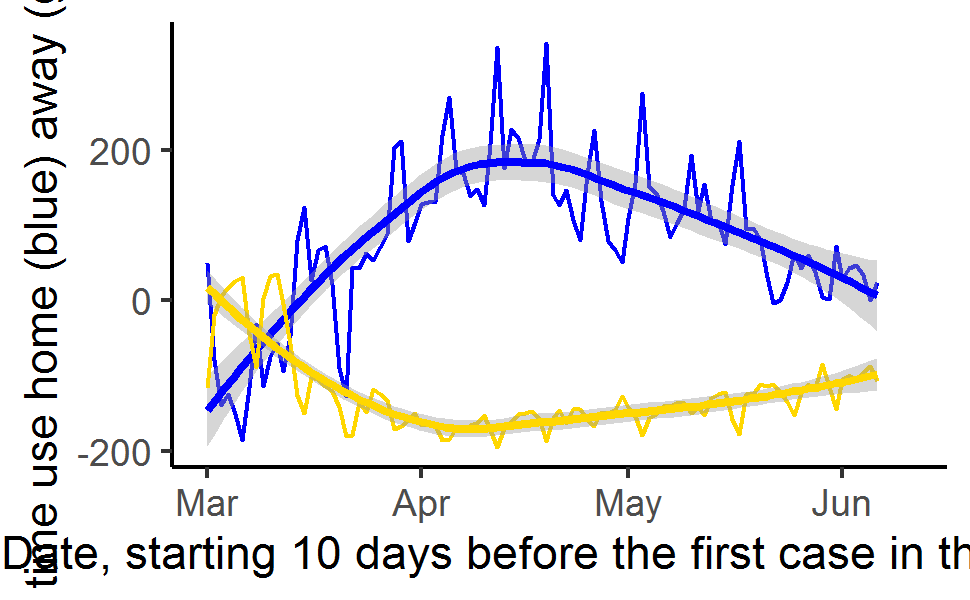 time use home (blue) away (
200
0
-200
Mar Apr May Jun
Date, starting 10 days before the first case in th